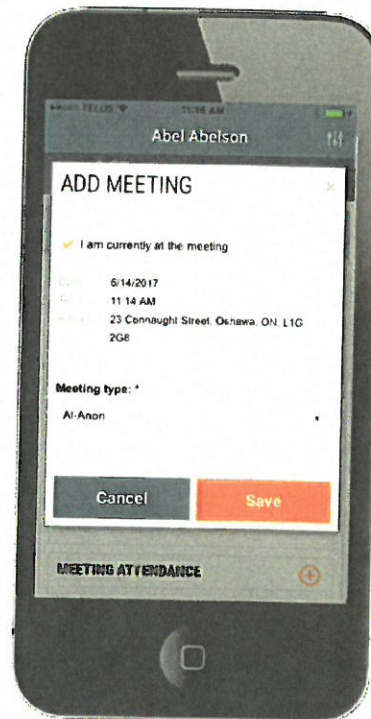 TELUS 11:16 AM
Abel Abelson
ADD MEETING ×
✓ I am currently at the meeting
6/14/2017
11:14 AM
23 Connaught Street, Oshawa, ON, L1G
2G8
Meeting type: *
Al-Anon
Cancel Save
MEETING ATTENDANCE